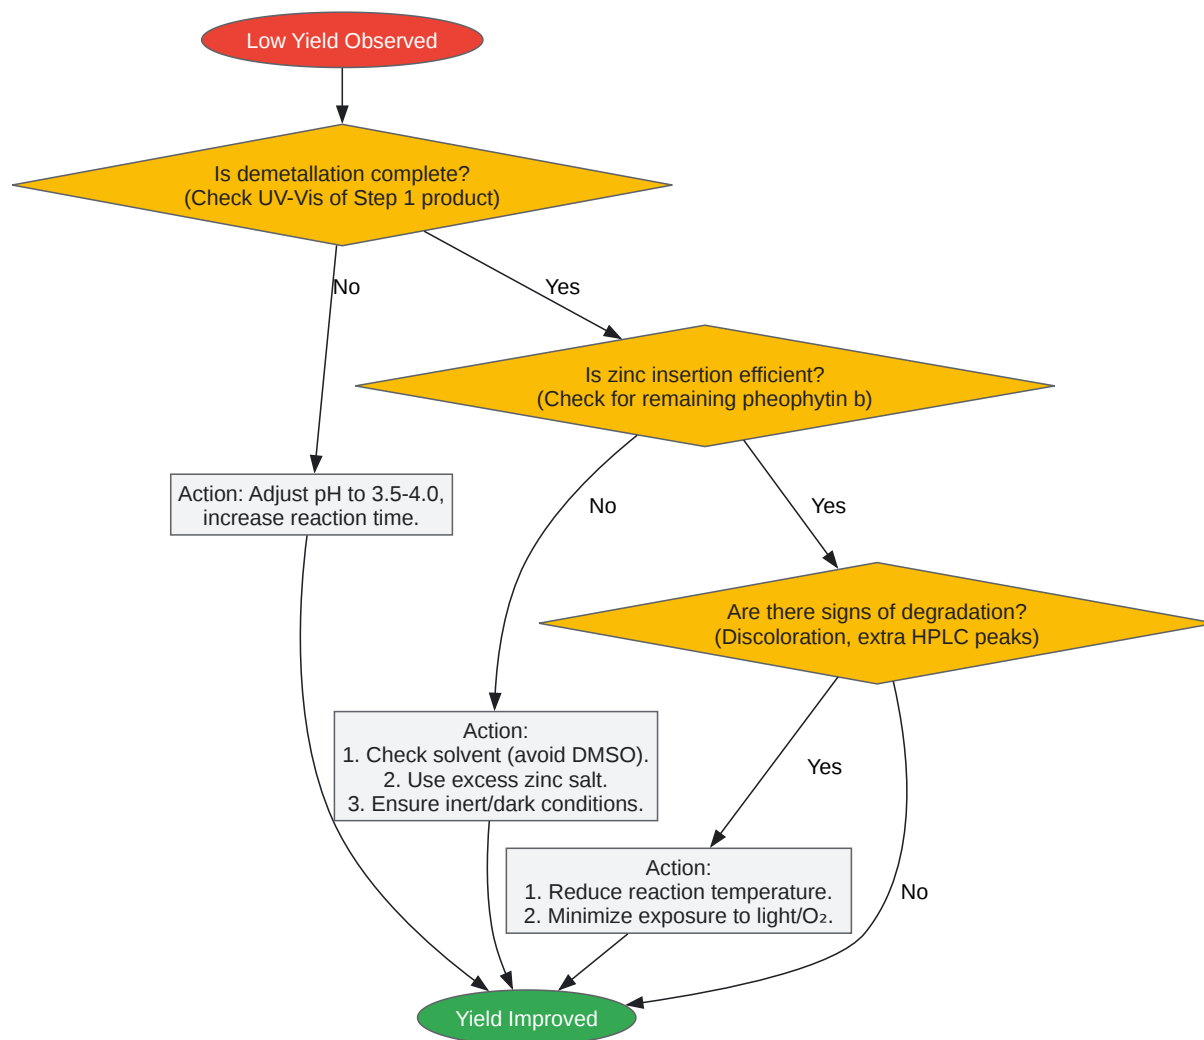 Low Yield Observed
Is demetallation complete?
(Check UV-Vis of Step 1 product)
No
Yes
Is zinc insertion efficient?
(Check for remaining pheophytin b)
Action: Adjust pH to 3.5-4.0,
increase reaction time.
No
Yes
Are there signs of degradation?
(Discoloration, extra HPLC peaks)
Action:
1. Check solvent (avoid DMSO).
2. Use excess zinc salt.
3. Ensure inert/dark conditions.
Yes
Action:
1. Reduce reaction temperature.
2. Minimize exposure to light/O₂.
No
Yield Improved